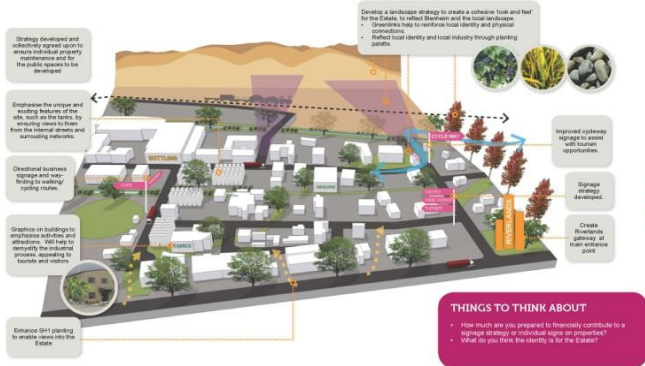 Develop a landscape strategy to create a cohesive 'look and feel'
for the Estate, to reflect Blenheim and the local landscape.
• Greenlinks help to reinforce local identity and physical
connections.
• Reflect local identity and local industry through planting
palette.
Strategy developed and
collectively agreed upon to
ensure individual property
maintenance and for
the public spaces to be
developed
Emphasise the unique and
exciting features of the
site, such as the tanks, by
ensuring views to them
from the internal streets and
surrouding networks.
Directional business
signage and way-
finding to walking/
cycling routes.
Graphics on buildings to
emphasise activities and
attractions. Will help to
demystify the industrial
process, appealing to
tourists and visitors
Enhance SH1 planting
to enable views into the
Estate
BOTTLING
CAFE
TANKS
CYCLE WAY
RIVERLANDS
Improved cycleway
signage to assist
with tourism
opportunities.
Signage
strategy
developed.
Create
Riverlands
gateway at
main entrance
point
THINGS TO THINK ABOUT
• How much are you prepared to financially contribute to a
signage strategy or individual signs on properties?
• What do you think the identity is for the Estate?